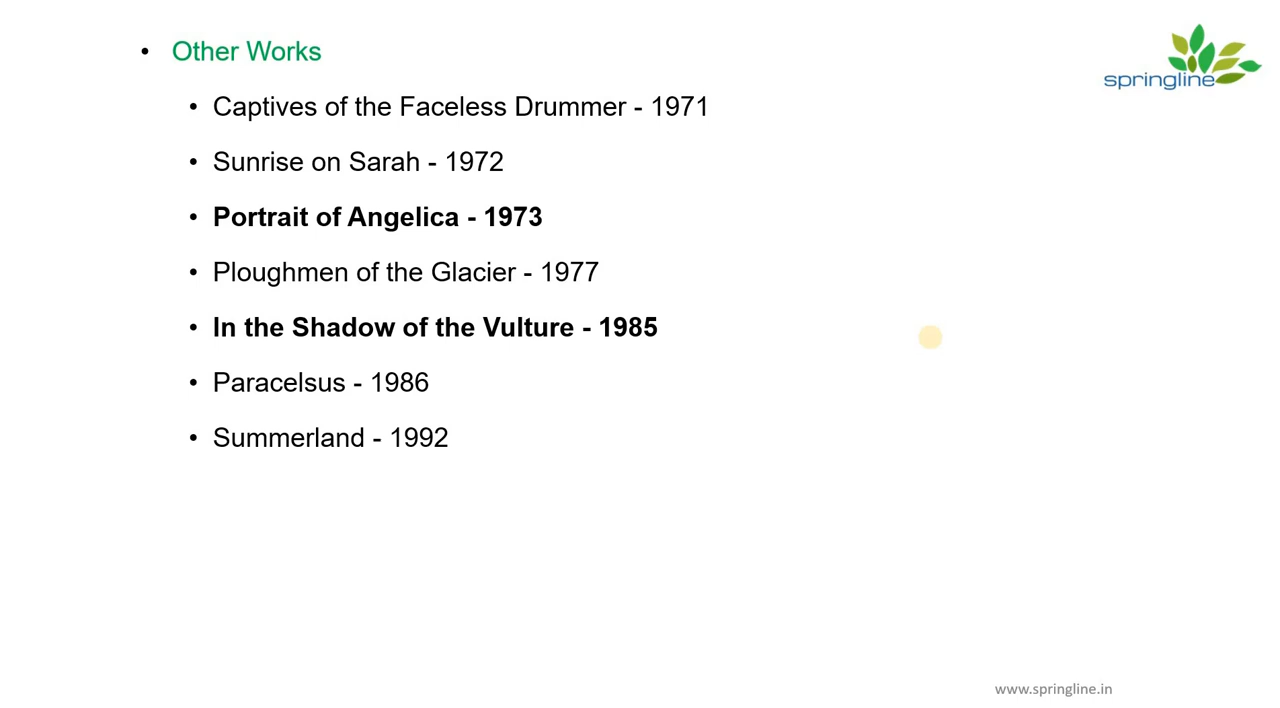 • Other Works
springline
• Captives of the Faceless Drummer - 1971
• Sunrise on Sarah - 1972
• Portrait of Angelica - 1973
• Ploughmen of the Glacier - 1977
• In the Shadow of the Vulture - 1985
• Paracelsus - 1986
• Summerland - 1992
www.springline.in